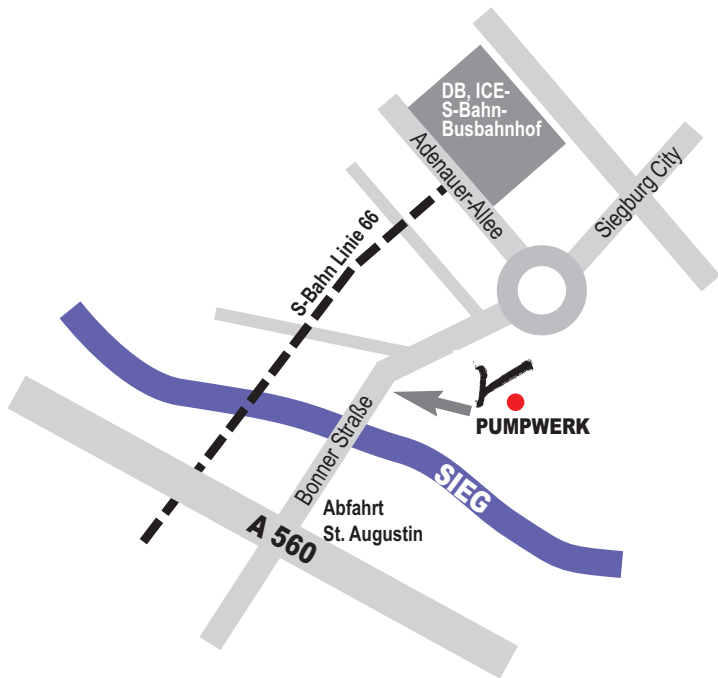 DB, ICE-
S-Bahn-
Busbahnhof
Adenauer-Allee
Siegburg City
S-Bahn Linie 66
PUMPWERK
Bonner Straße
SIEG
Abfahrt
St. Augustin
A 560